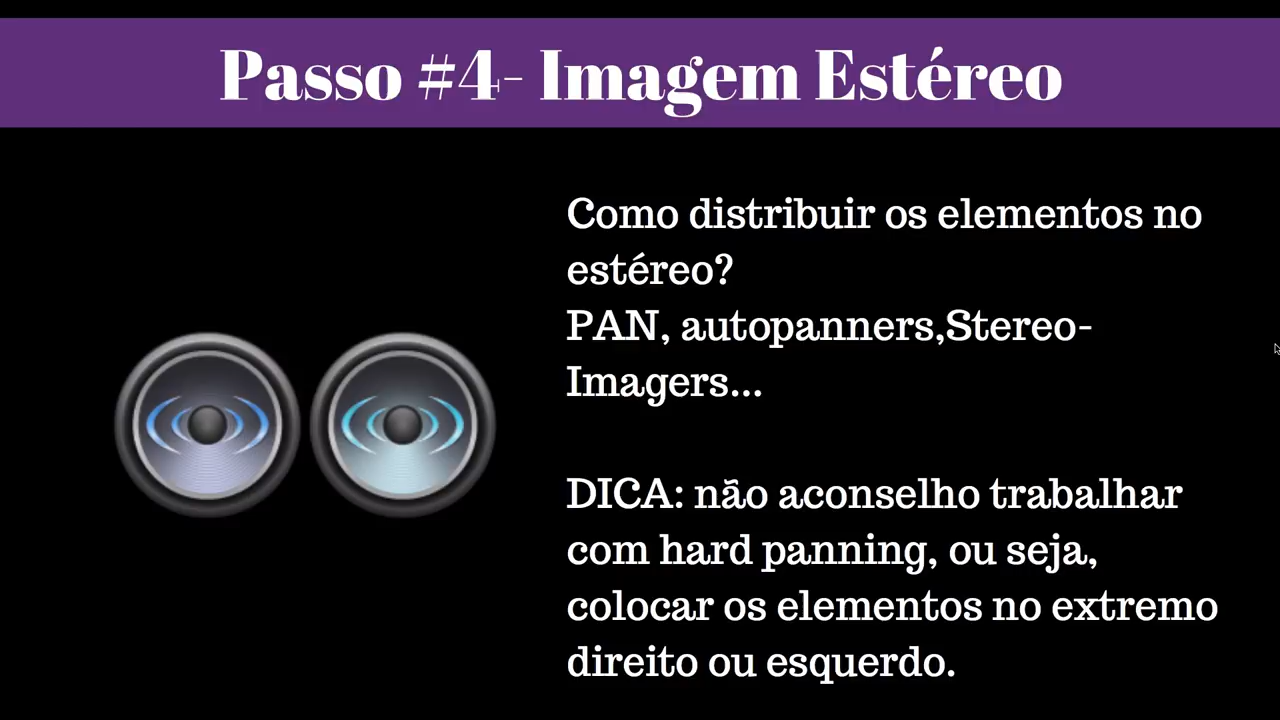 Passo #4- Imagem Estéreo
Como distribuir os elementos no
estéreo?
PAN, autopanners,Stereo-
Imagers...
DICA: não aconselho trabalhar
com hard panning, ou seja,
colocar os elementos no extremo
direito ou esquerdo.